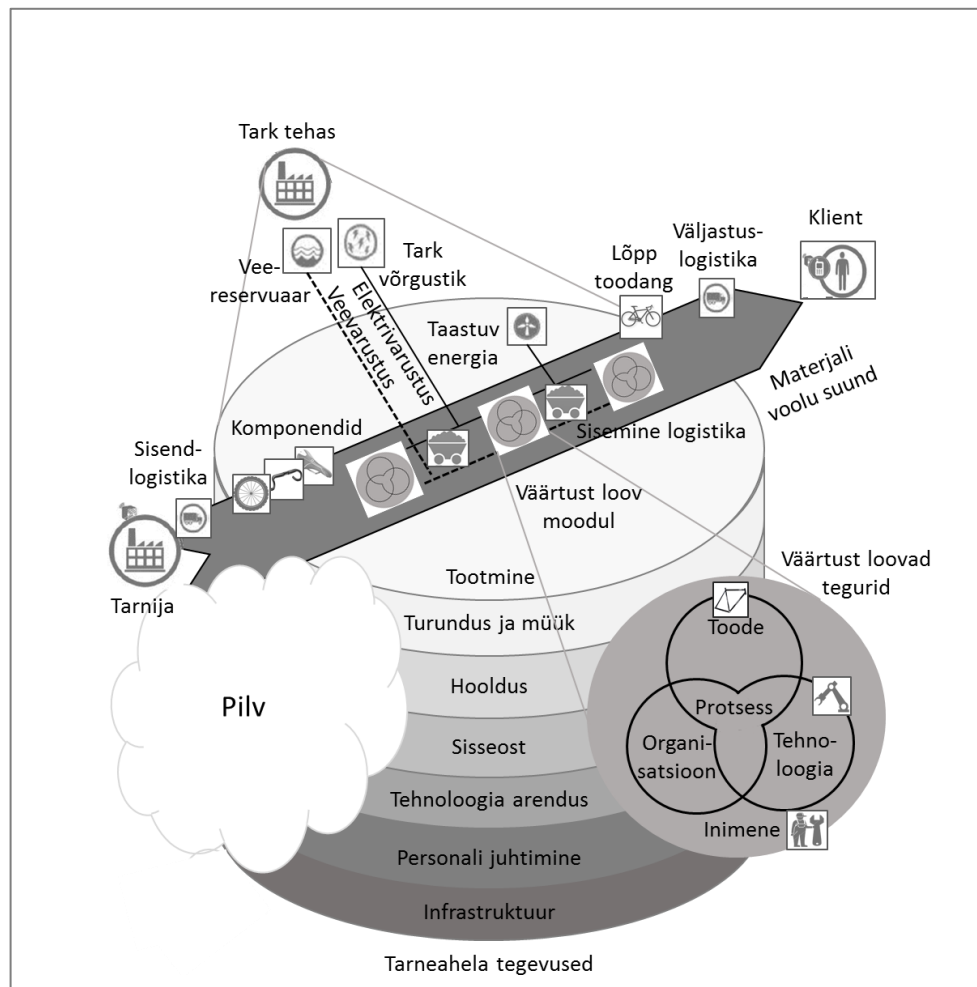 Tark tehas
Vee-
reservuaar
Tark
võrgustik
Veevarustus
Elektrivarustus
Taastuv
energia
Lõpp
toodang
Väljastus-
logistika
Klient
Materjali
voolu suund
Komponendid
Sisend-
logistika
Sisemine logistika
Väärtust loov
moodul
Tarnija
Väärtust loovad
tegurid
Tootmine
Turundus ja müük
Hooldus
Sisseost
Tehnoloogia arendus
Personali juhtimine
Infrastruktuur
Pilv
Toode
Protsess
Organi-
satsioon
Tehno-
loogia
Inimene
Tarneahela tegevused